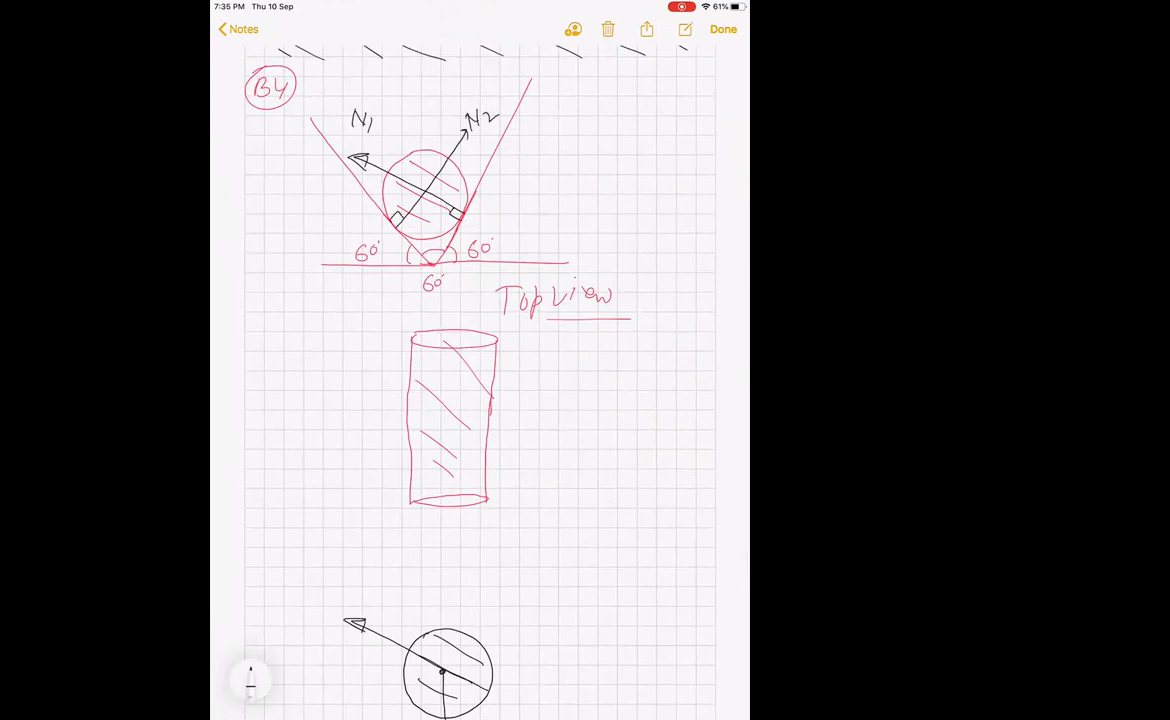 7:35 PM Thu 10 Sep 61%
Notes Done
B4
N1 N2
60° 60°
60°
Top view